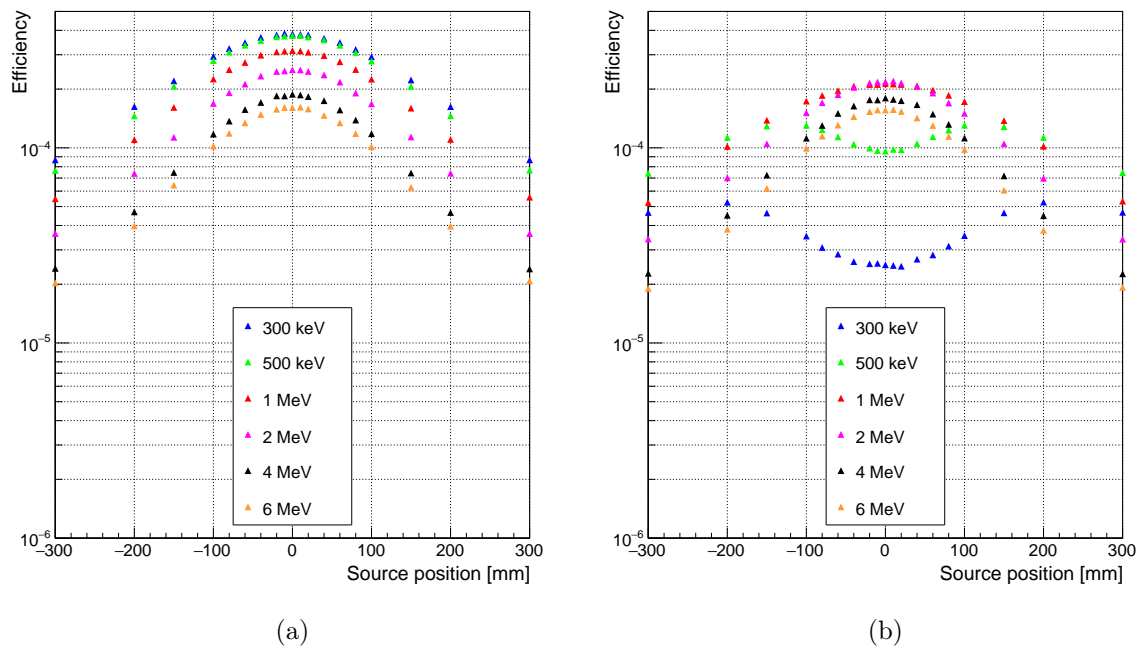 Efficiency
10⁻⁴
10⁻⁵
10⁻⁶
300 keV
500 keV
1 MeV
2 MeV
4 MeV
6 MeV
−300 −200 −100 0 100 200 300
Source position [mm]
(a)
Efficiency
10⁻⁴
10⁻⁵
10⁻⁶
300 keV
500 keV
1 MeV
2 MeV
4 MeV
6 MeV
−300 −200 −100 0 100 200 300
Source position [mm]
(b)